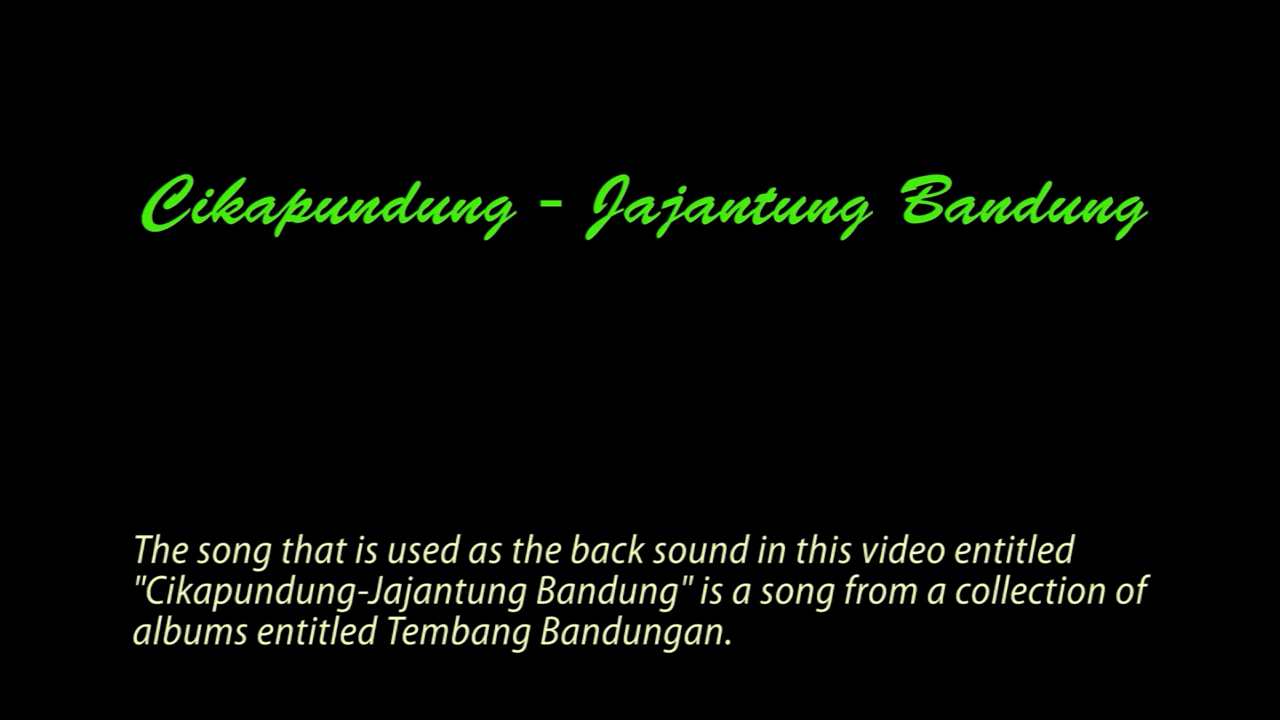 Cikapundung - Jajantung Bandung
The song that is used as the back sound in this video entitled
"Cikapundung-Jajantung Bandung" is a song from a collection of
albums entitled Tembang Bandungan.